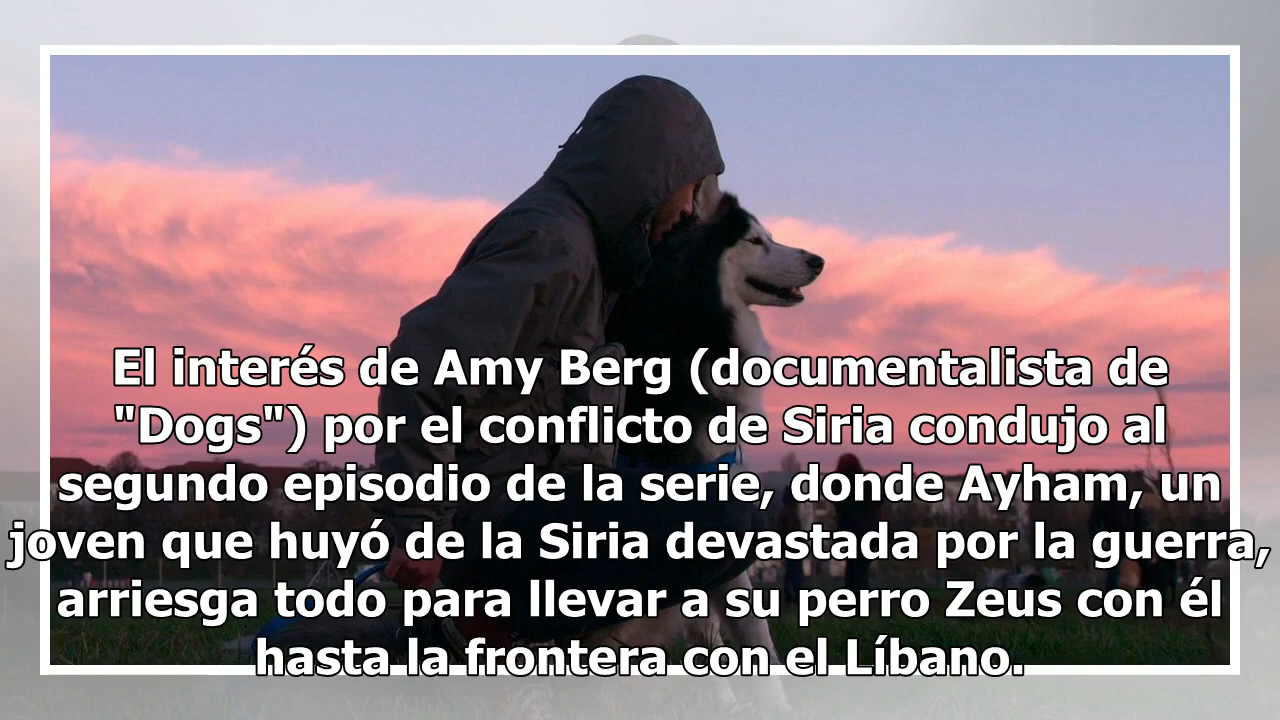 El interés de Amy Berg (documentalista de
"Dogs") por el conflicto de Siria condujo al
segundo episodio de la serie, donde Ayham, un
joven que huyó de la Siria devastada por la guerra,
arriesga todo para llevar a su perro Zeus con él
hasta la frontera con el Líbano.